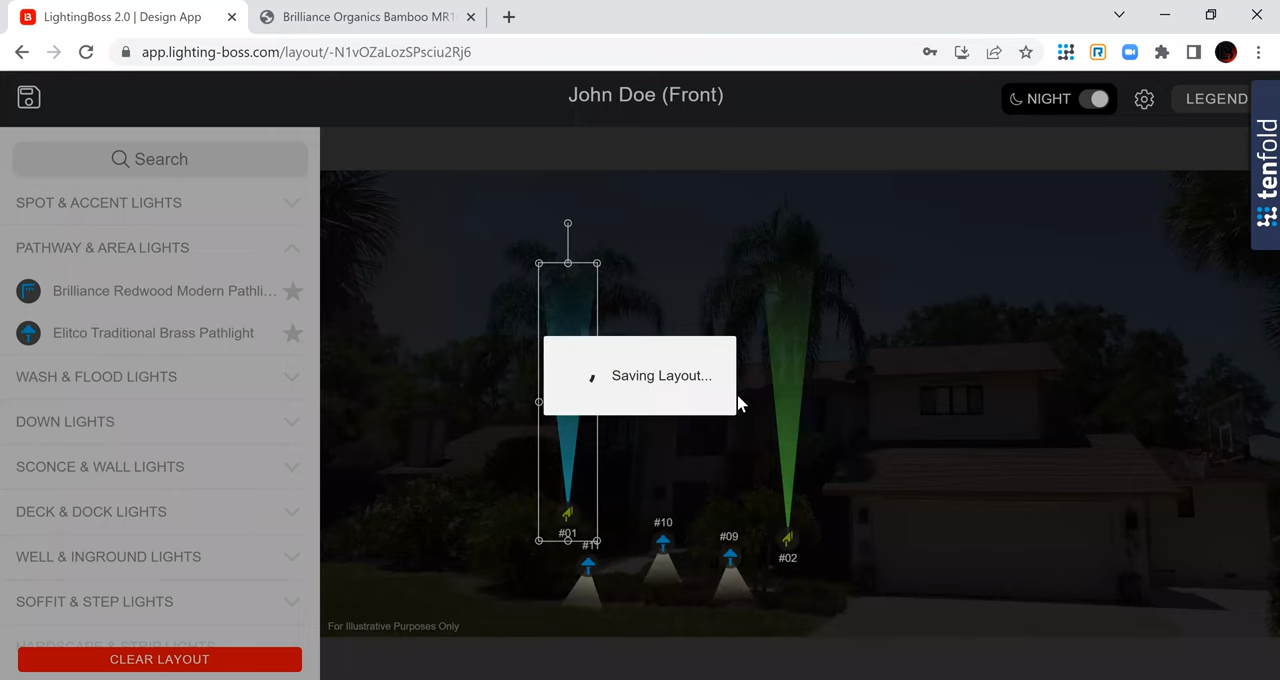 LightingBoss 2.0 | Design App
Brilliance Organics Bamboo MR1
app.lighting-boss.com/layout/-N1vOZaLozSPsciu2Rj6
John Doe (Front)
NIGHT
LEGEND
tenfold
Search
SPOT & ACCENT LIGHTS
PATHWAY & AREA LIGHTS
Brilliance Redwood Modern Pathli...
Elitco Traditional Brass Pathlight
WASH & FLOOD LIGHTS
DOWN LIGHTS
SCONCE & WALL LIGHTS
DECK & DOCK LIGHTS
WELL & INGROUND LIGHTS
SOFFIT & STEP LIGHTS
HARDSCAPE & STRIP LIGHTS
CLEAR LAYOUT
Saving Layout...
#10
#01
#09
#11
#02
For Illustrative Purposes Only